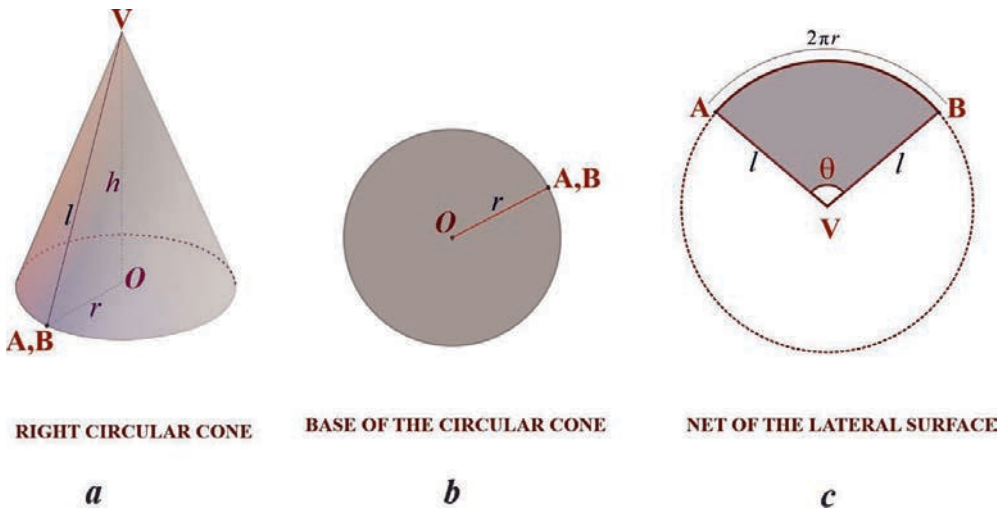 V
h
l
O
r
A,B
RIGHT CIRCULAR CONE
a
A,B
r
O
BASE OF THE CIRCULAR CONE
b
2πr
A
B
l
θ
l
V
NET OF THE LATERAL SURFACE
c